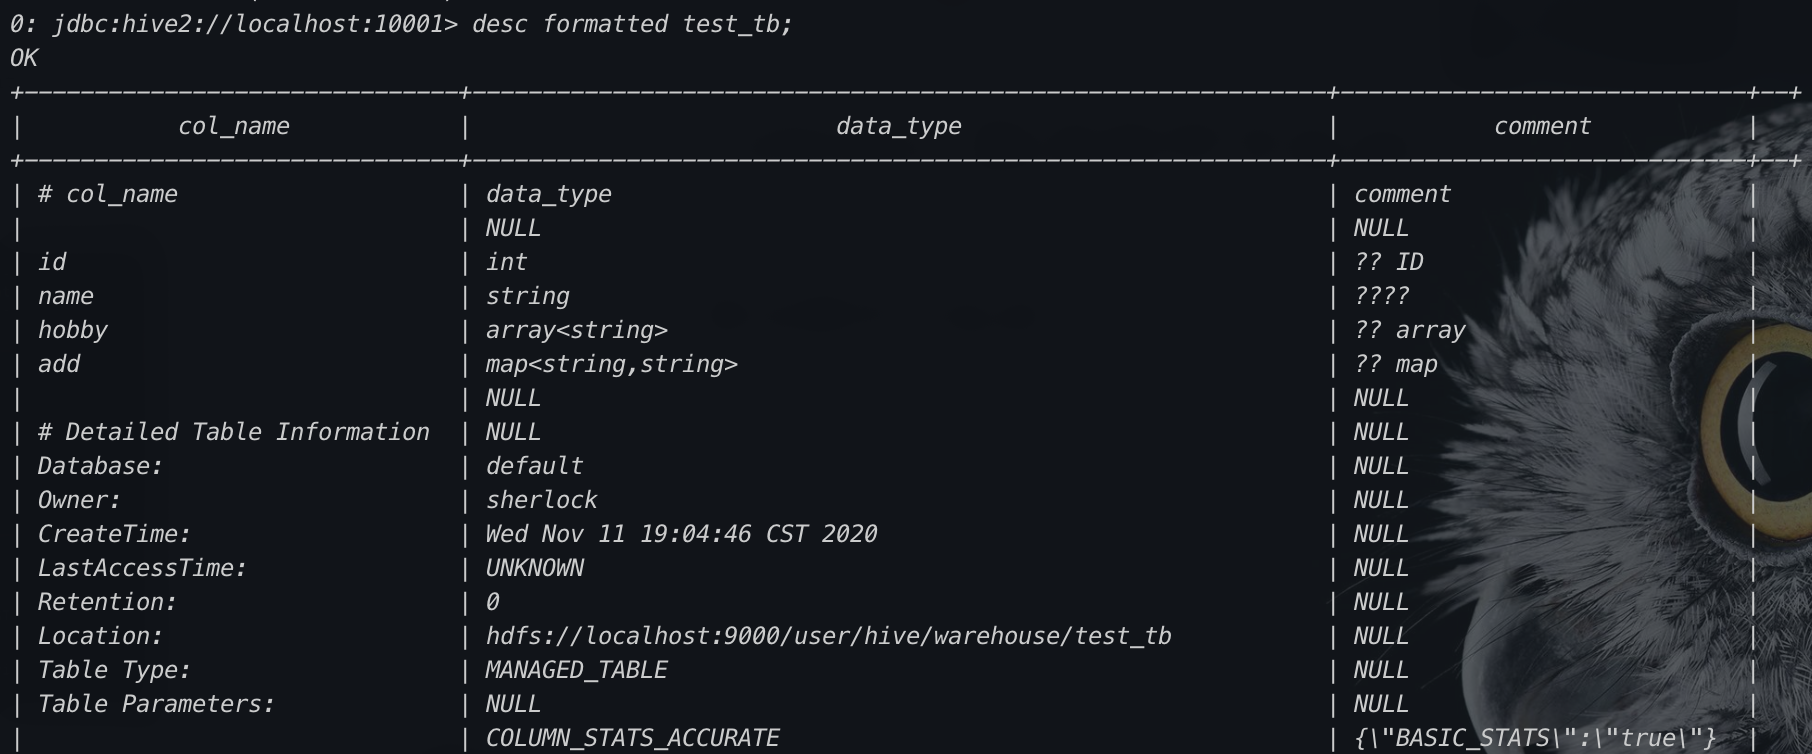 0: jdbc:hive2://localhost:10001> desc formatted test_tb;
OK
+-------------------------------+-------------------------------------------------------------+-----------------------------+--+
|           col_name            |                          data_type                          |           comment           |
+-------------------------------+-------------------------------------------------------------+-----------------------------+--+
| # col_name                    | data_type                                                   | comment                     |
|                               | NULL                                                        | NULL                        |
| id                            | int                                                         | ?? ID                       |
| name                          | string                                                      | ????                        |
| hobby                         | array<string>                                               | ?? array                    |
| add                           | map<string,string>                                          | ?? map                      |
|                               | NULL                                                        | NULL                        |
| # Detailed Table Information  | NULL                                                        | NULL                        |
| Database:                     | default                                                     | NULL                        |
| Owner:                        | sherlock                                                    | NULL                        |
| CreateTime:                   | Wed Nov 11 19:04:46 CST 2020                                | NULL                        |
| LastAccessTime:               | UNKNOWN                                                     | NULL                        |
| Retention:                    | 0                                                           | NULL                        |
| Location:                     | hdfs://localhost:9000/user/hive/warehouse/test_tb           | NULL                        |
| Table Type:                   | MANAGED_TABLE                                               | NULL                        |
| Table Parameters:             | NULL                                                        | NULL                        |
|                               | COLUMN_STATS_ACCURATE                                       | {\"BASIC_STATS\":\"true\"}  |